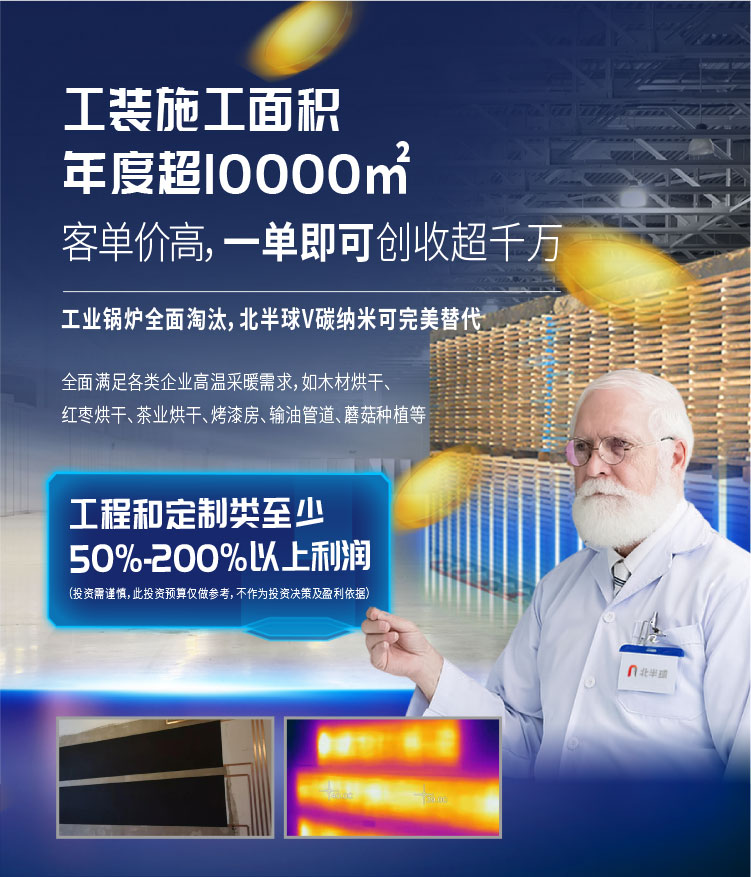 工装施工面积
年度超10000㎡
客单价高，一单即可创收超千万
工业锅炉全面淘汰，北半球V碳纳米可完美替代
全面满足各类企业高温采暖需求，如木材烘干、
红枣烘干、茶业烘干、烤漆房、输油管道、蘑菇种植等
工程和定制类至少
50%-200%以上利润
(投资需谨慎，此投资预算仅做参考，不作为投资决策及盈利依据)
北半球